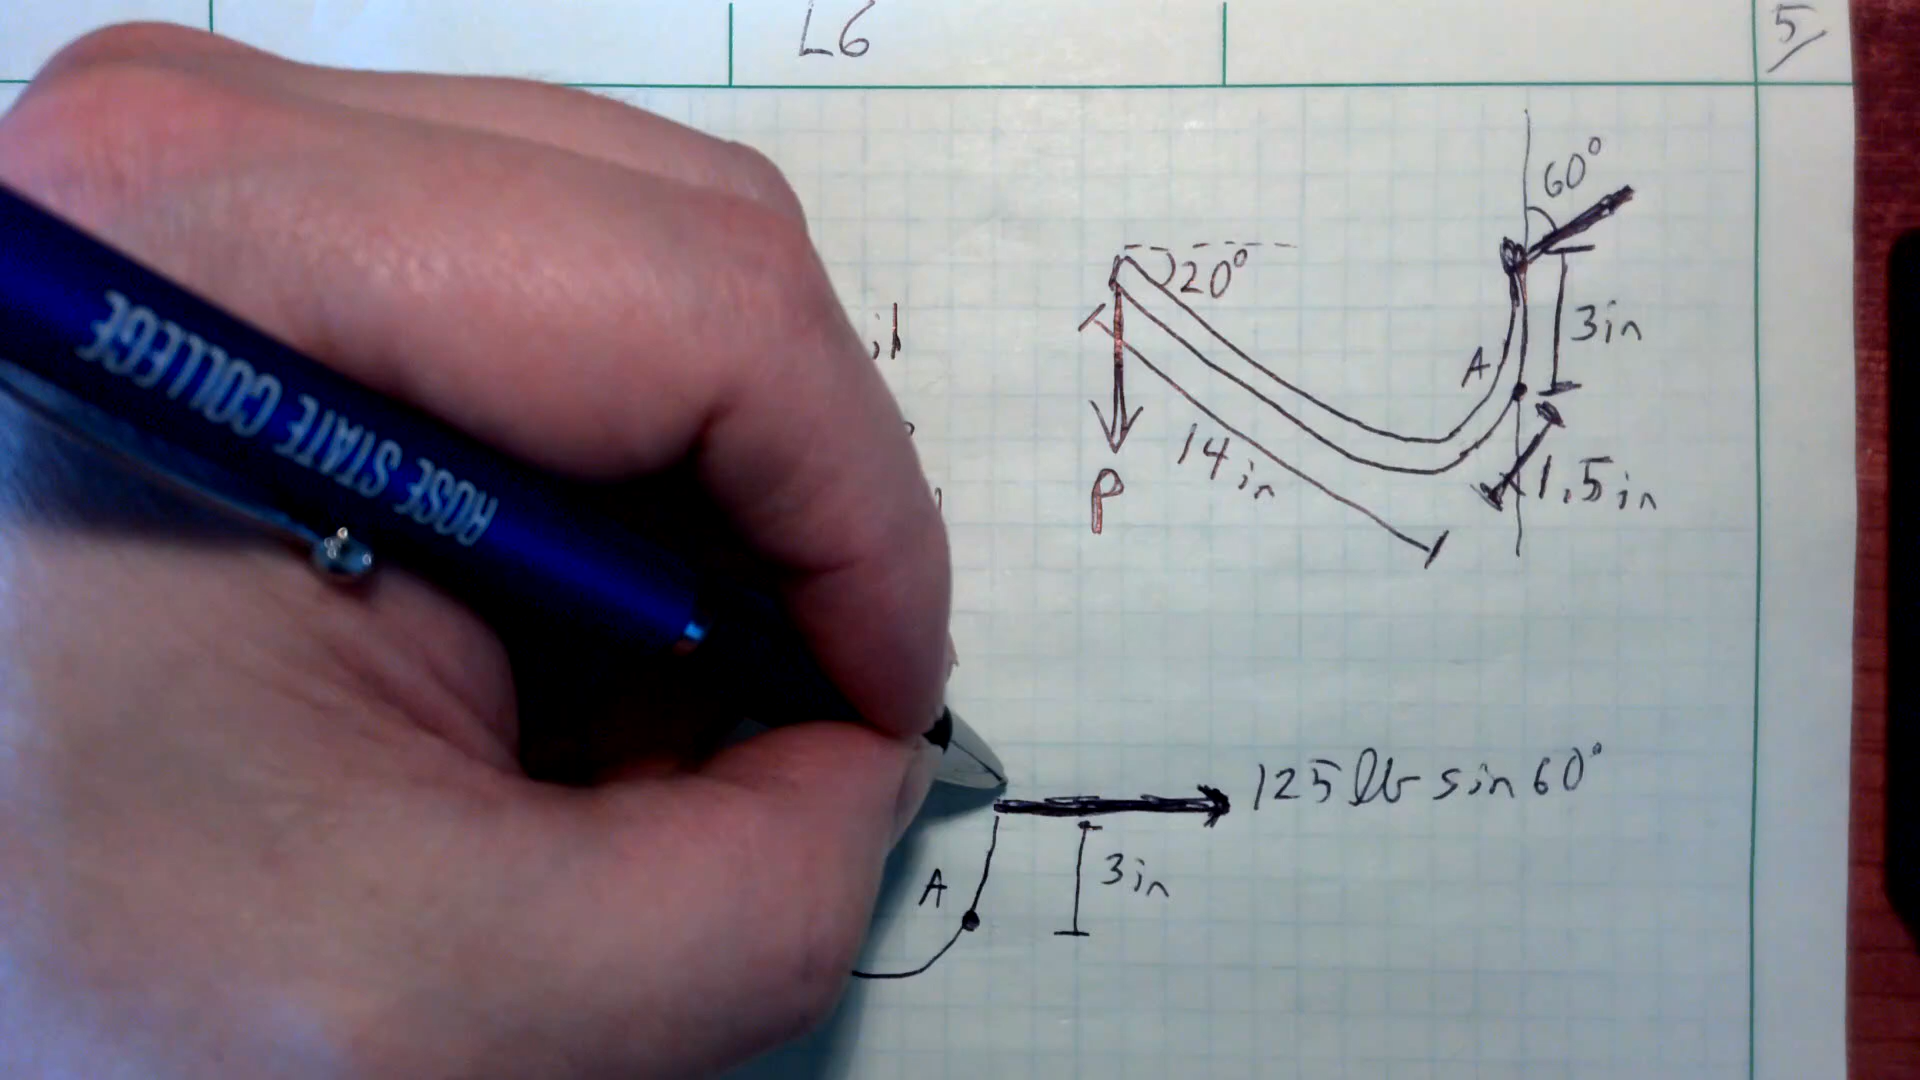 L6
5/
60°
20°
3in
A
14in
1.5in
P
ROSE STATE COLLEGE
125 lb sin 60°
3in
A